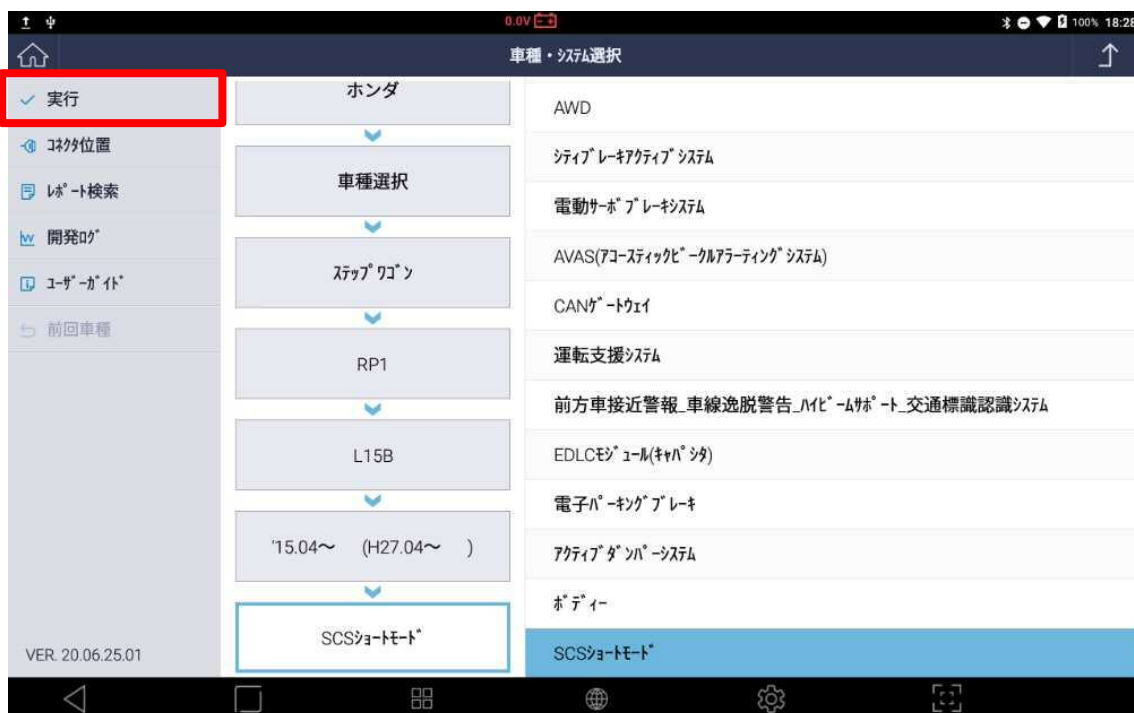 0.0V
100% 18:28
車種・ｼｽﾃﾑ選択
実行
ｺﾈｸﾀ位置
ﾚﾎﾟｰﾄ検索
開発ﾛｸﾞ
ﾕｰｻﾞｰｶﾞｲﾄﾞ
前回車種
VER. 20.06.25.01
ホンダ
車種選択
ｽﾃｯﾌﾟﾜｺﾞﾝ
RP1
L15B
'15.04～ (H27.04～ )
SCSｼｮｰﾄﾓｰﾄﾞ
AWD
ｼﾃｨﾌﾞﾚｰｷｱｸﾃｨﾌﾞｼｽﾃﾑ
電動ｻｰﾎﾞﾌﾞﾚｰｷｼｽﾃﾑ
AVAS(ｱｺｰｽﾃｨｯｸﾋﾞｰｸﾙｱﾗｰﾃｨﾝｸﾞｼｽﾃﾑ)
CANｹﾞｰﾄｳｪｲ
運転支援ｼｽﾃﾑ
前方車接近警報_車線逸脱警告_ﾊｲﾋﾞｰﾑｻﾎﾟｰﾄ_交通標識認識ｼｽﾃﾑ
EDLCﾓｼﾞｭｰﾙ(ｷｬﾊﾟｼﾀ)
電子ﾊﾟｰｷﾝｸﾞﾌﾞﾚｰｷ
ｱｸﾃｨﾌﾞﾀﾞﾝﾊﾟｰｼｽﾃﾑ
ﾎﾞﾃﾞｨｰ
SCSｼｮｰﾄﾓｰﾄﾞ